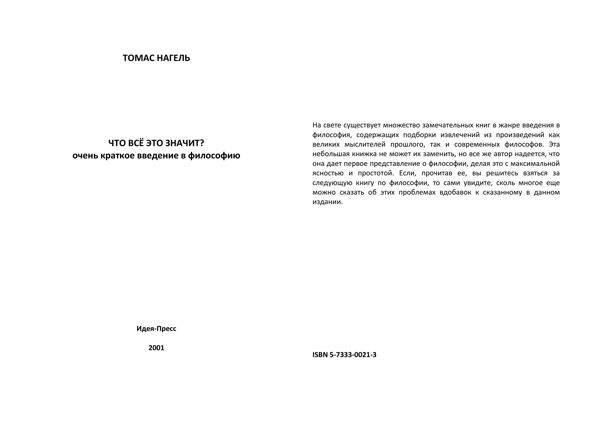 ТОМАС НАГЕЛЬ
ЧТО ВСЁ ЭТО ЗНАЧИТ?
очень краткое введение в философию
Идея-Пресс
2001
На свете существует множество замечательных книг в жанре введения в
философия, содержащих подборки извлечений из произведений как
великих мыслителей прошлого, так и современных философов. Эта
небольшая книжка не может их заменить, но все же автор надеется, что
она дает первое представление о философии, делая это с максимальной
ясностью и простотой. Если, прочитав ее, вы решитесь взяться за
следующую книгу по философии, то сами увидите, сколь многое еще
можно сказать об этих проблемах вдобавок к сказанному в данном
издании.
ISBN 5-7333-0021-3